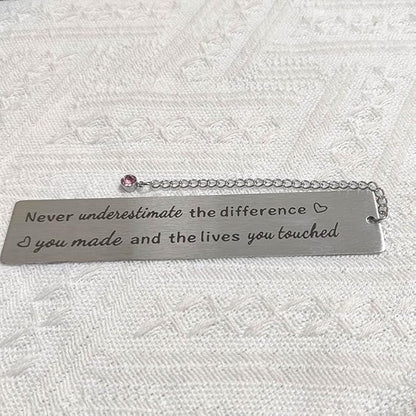 Never underestimate the difference ♡
♡ you made and the lives you touched